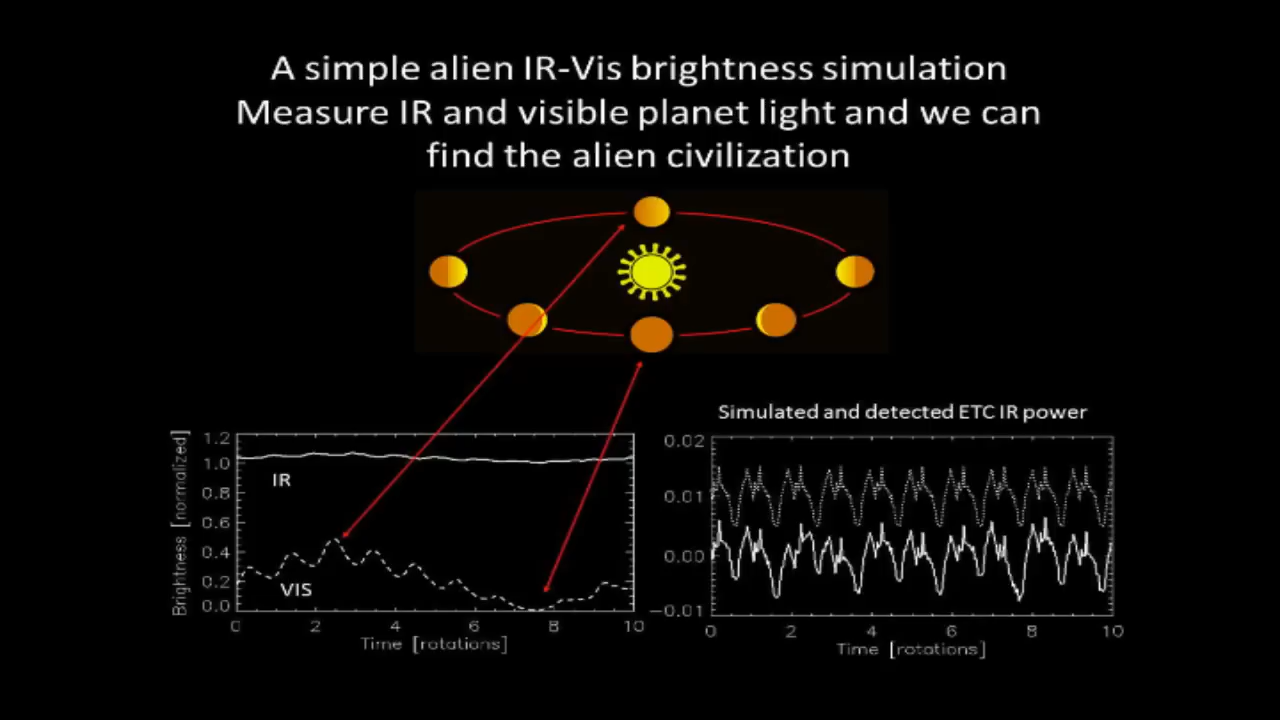 A simple alien IR-Vis brightness simulation
Measure IR and visible planet light and we can
find the alien civilization
Simulated and detected ETC IR power
Brightness [normalized]
1.2
1.0
0.8
0.6
0.4
0.2
0.0
IR
VIS
0 2 4 6 8 10
Time [rotations]
0.02
0.01
0.00
-0.01
0 2 4 6 8 10
Time [rotations]